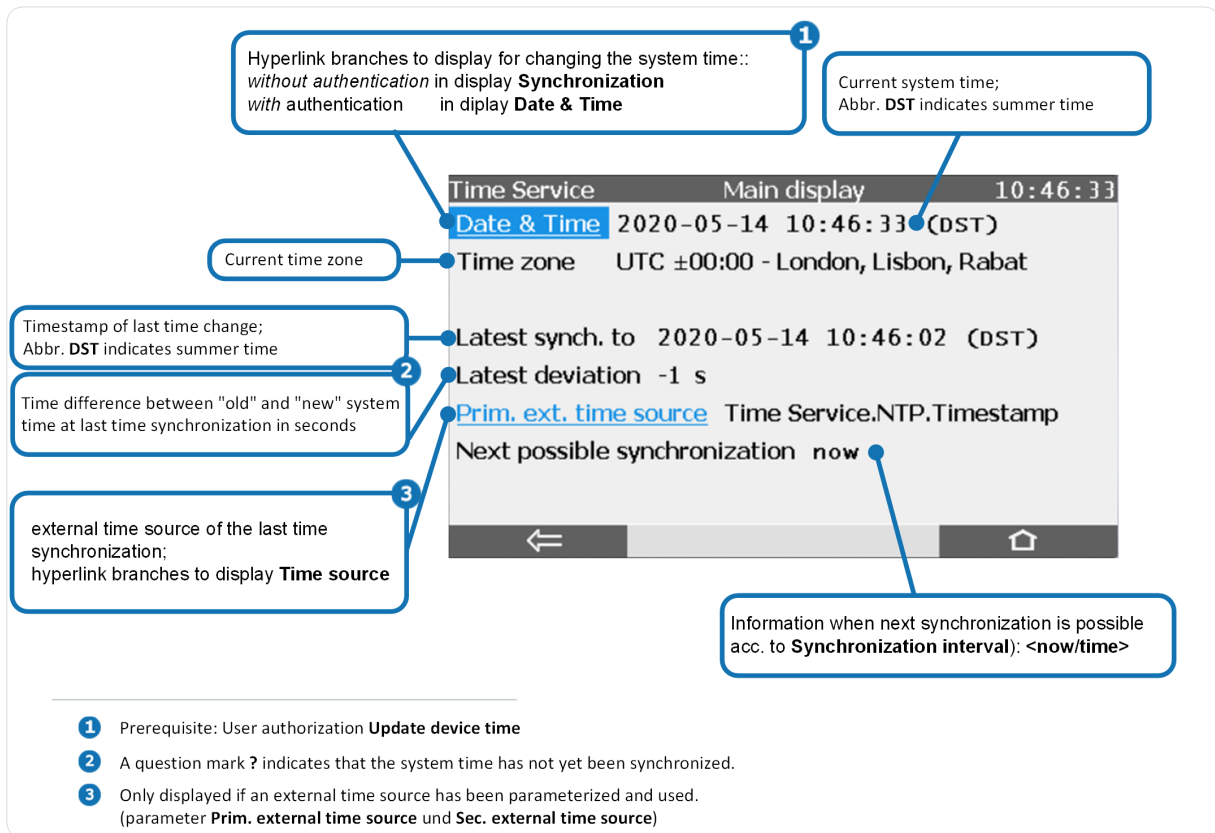 1
Hyperlink branches to display for changing the system time::
without authentication in display Synchronization
with authentication in diplay Date & Time
Current system time;
Abbr. DST indicates summer time
Time Service Main display 10:46:33
Date & Time 2020-05-14 10:46:33 (DST)
Current time zone
Time zone UTC ±00:00 - London, Lisbon, Rabat
Timestamp of last time change;
Abbr. DST indicates summer time
Latest synch. to 2020-05-14 10:46:02 (DST)
2
Time difference between "old" and "new" system
time at last time synchronization in seconds
Latest deviation -1 s
Prim. ext. time source Time Service.NTP.Timestamp
Next possible synchronization now
3
external time source of the last time
synchronization;
hyperlink branches to display Time source
Information when next synchronization is possible
acc. to Synchronization interval): <now/time>
1 Prerequisite: User authorization Update device time
2 A question mark ? indicates that the system time has not yet been synchronized.
3 Only displayed if an external time source has been parameterized and used.
(parameter Prim. external time source und Sec. external time source)